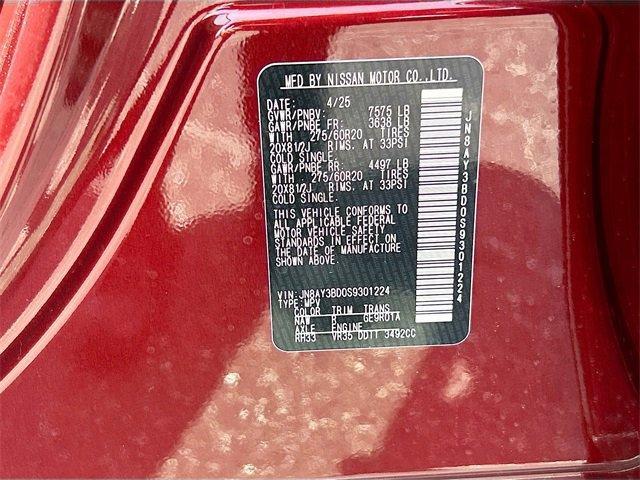 MFD BY NISSAN MOTOR CO.,LTD.
DATE: 4/25
GVWR/PNBV: 7575 LB
GAWR/PNBE FR: 3638 LB
WITH 275/60R20 TIRES
20X81/2J RIMS, AT 33PSI
COLD SINGLE.
GAWR/PNBE RR: 4497 LB
WITH 275/60R20 TIRES
20X81/2J RIMS, AT 33PSI
COLD SINGLE.
THIS VEHICLE CONFORMS TO
ALL APPLICABLE FEDERAL
MOTOR VEHICLE SAFETY
STANDARDS IN EFFECT ON
THE DATE OF MANUFACTURE
SHOWN ABOVE.
VIN: JN8AY3BD0S9301224
TYPE: MPV
COLOR TRIM TRANS
NAW R GE9R01A
AXLE ENGINE
RH33 VR35 DDTT 3492CC
JN8AY3BD0S9301224